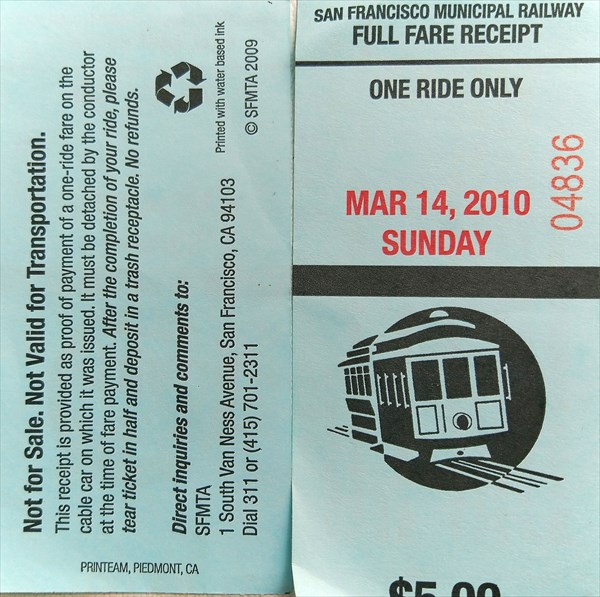 Not for Sale. Not Valid for Transportation.
This receipt is provided as proof of payment of a one-ride fare on the
cable car on which it was issued. It must be detached by the conductor
at the time of fare payment. After the completion of your ride, please
tear ticket in half and deposit in a trash receptacle. No refunds.
Direct inquiries and comments to:
SFMTA
1 South Van Ness Avenue, San Francisco, CA 94103
Dial 311 or (415) 701-2311
Printed with water based ink
© SFMTA 2009
PRINTEAM, PIEDMONT, CA
SAN FRANCISCO MUNICIPAL RAILWAY
FULL FARE RECEIPT
ONE RIDE ONLY
04836
MAR 14, 2010
SUNDAY
$5.00